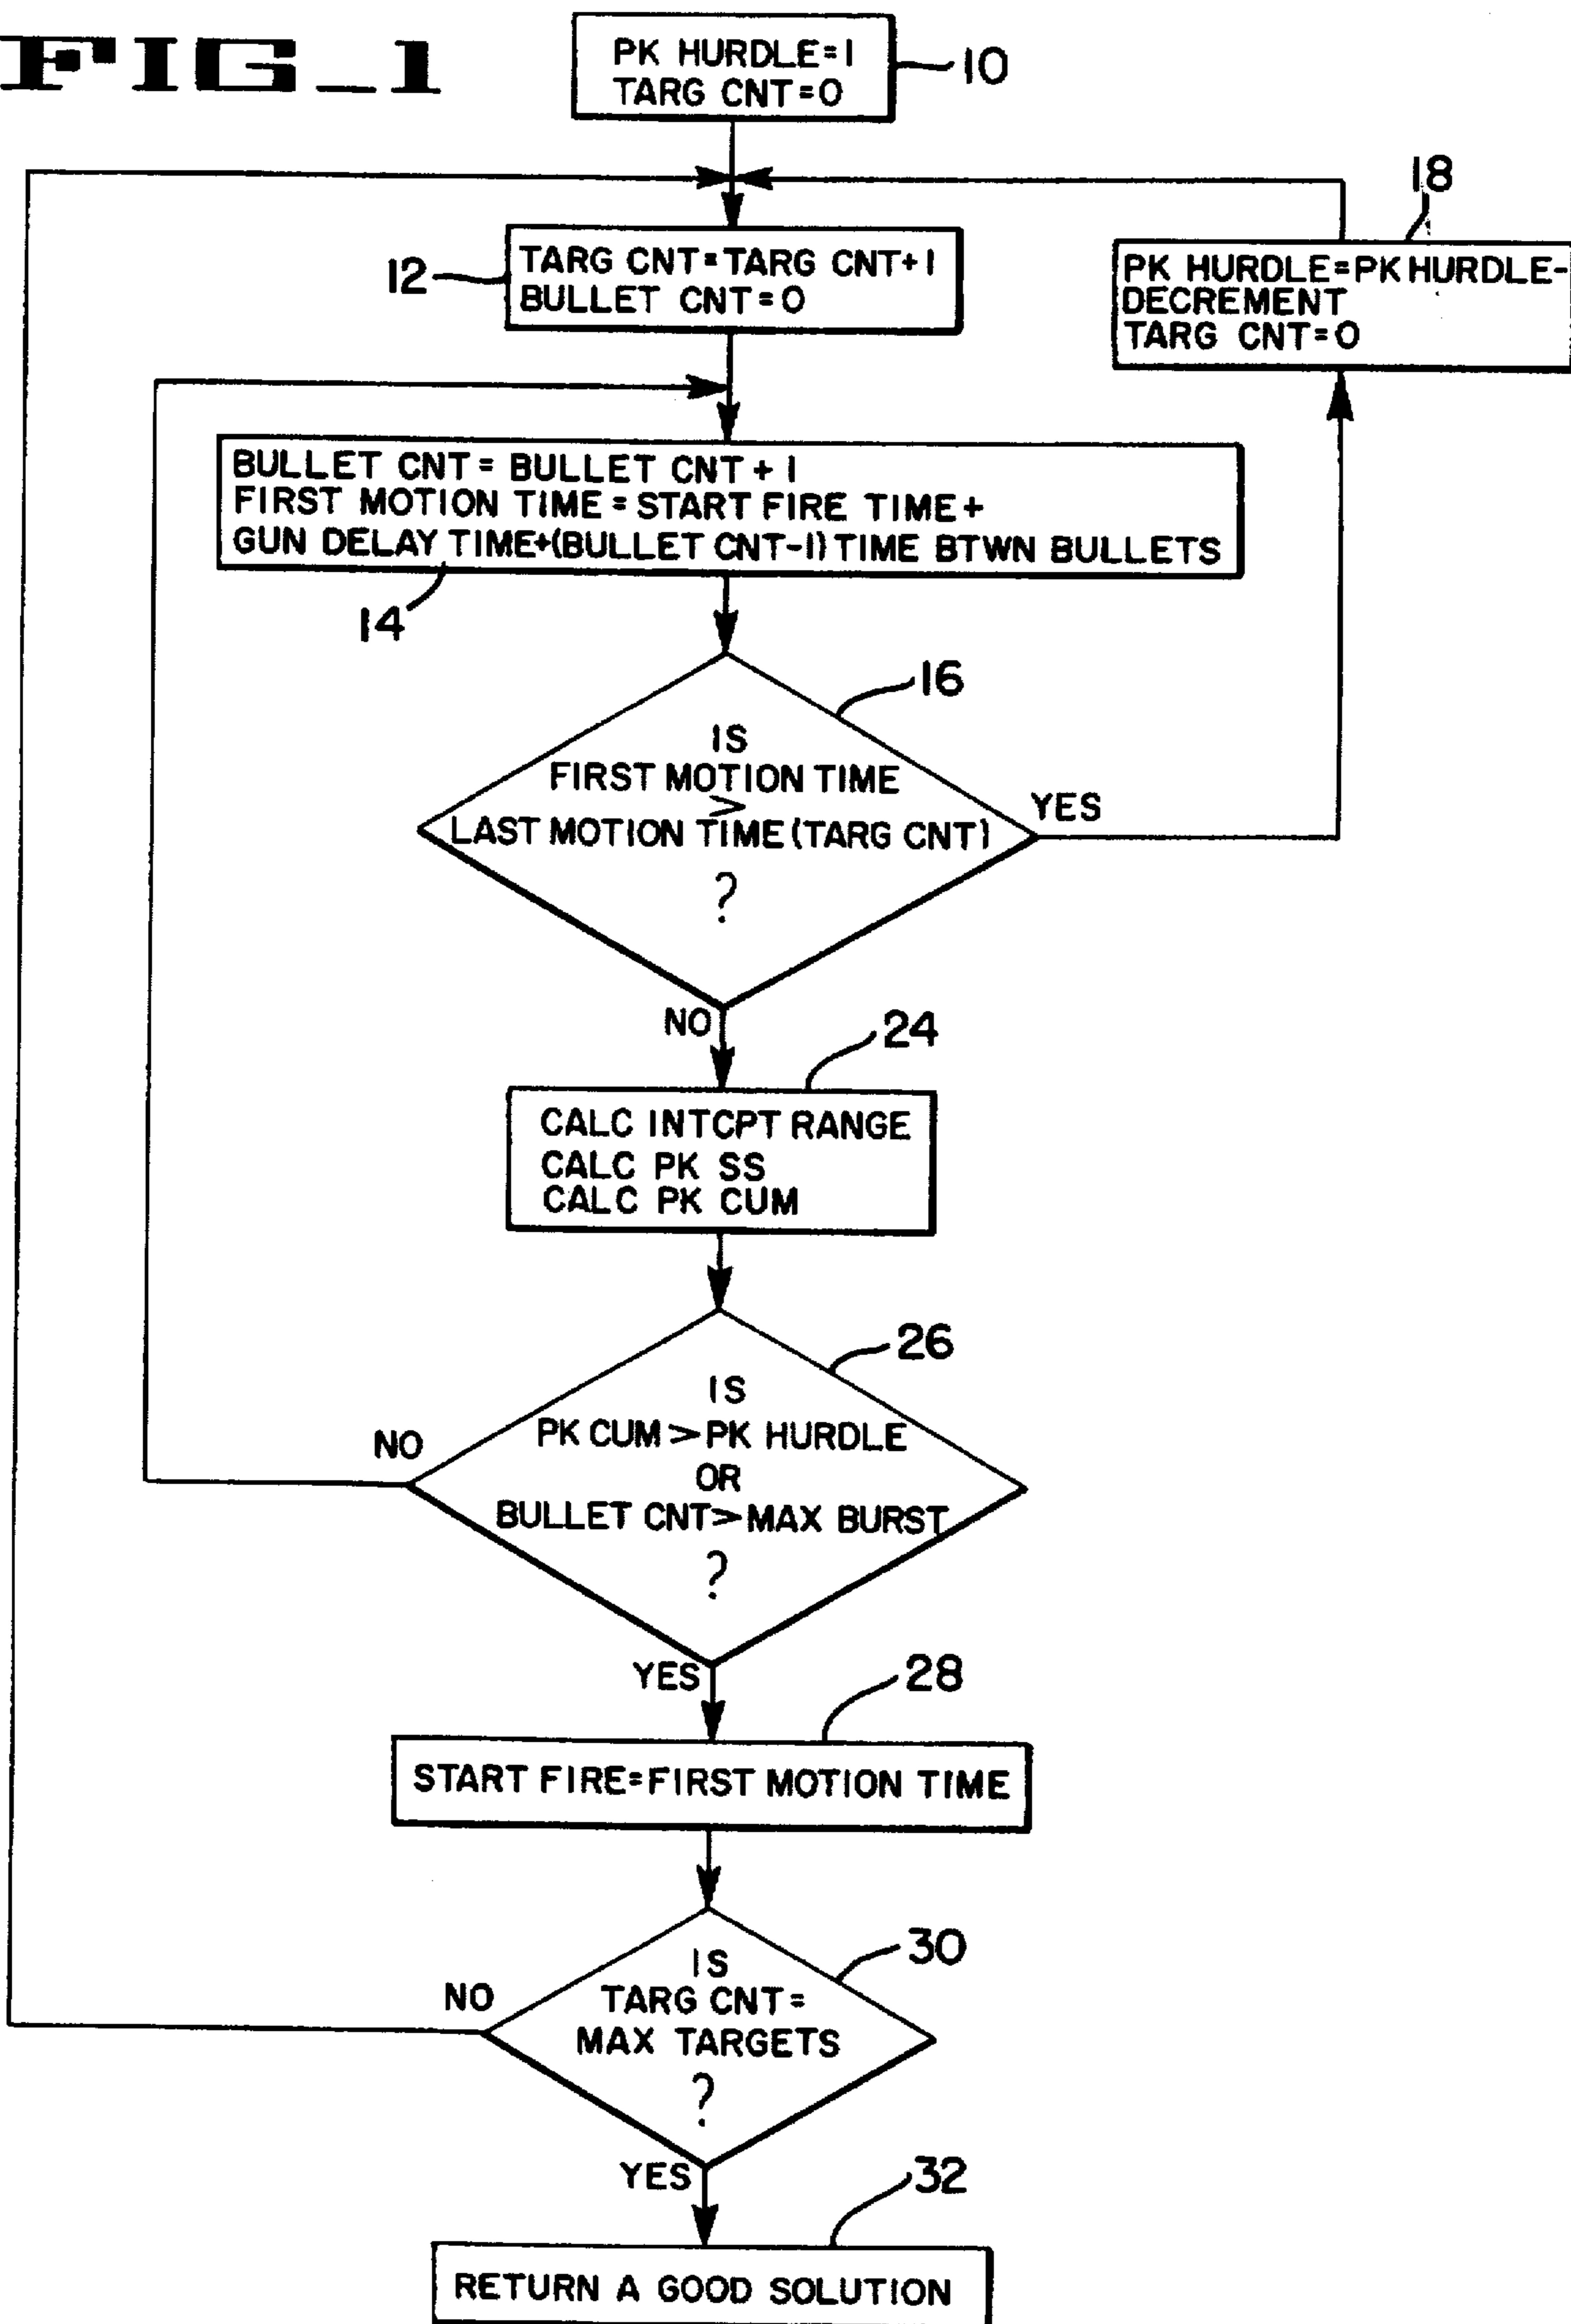 FIG_1
PK HURDLE=1
TARG CNT=0
10
18
12
TARG CNT=TARG CNT+1
BULLET CNT=0
PK HURDLE=PK HURDLE-
DECREMENT
TARG CNT=0
BULLET CNT=BULLET CNT+1
FIRST MOTION TIME=START FIRE TIME+
GUN DELAY TIME+(BULLET CNT-1)TIME BTWN BULLETS
14
16
IS
FIRST MOTION TIME
>
LAST MOTION TIME(TARG CNT)
?
YES
NO
24
CALC INTCPT RANGE
CALC PK SS
CALC PK CUM
26
IS
PK CUM>PK HURDLE
OR
BULLET CNT>MAX BURST
?
NO
YES
28
START FIRE=FIRST MOTION TIME
30
IS
TARG CNT=
MAX TARGETS
?
NO
YES
32
RETURN A GOOD SOLUTION